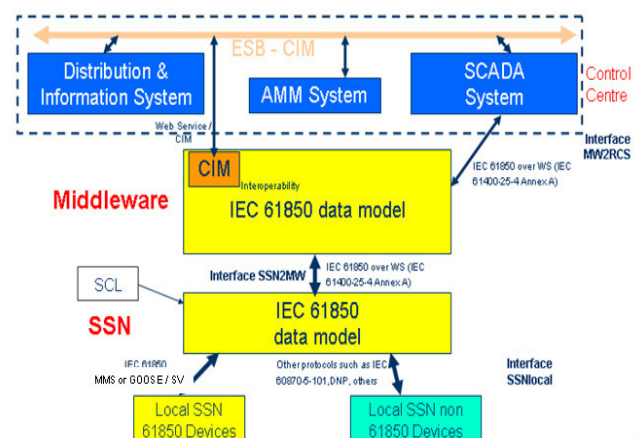 ESB - CIM
Distribution &
Information System
AMM System
SCADA
System
Control
Centre
Web Service /
CIM
Interface
MW2RCS
CIM
Interoperability
IEC 61850 over WS (IEC
61400-25-4 Annex A)
Middleware
IEC 61850 data model
Interface SSN2MW
IEC 61850 over WS (IEC
61400-25-4 Annex A)
SCL
SSN
IEC 61850
data model
IEC 61850
MMS or GOOSE / SV
Other protocols such as IEC
60870-5-101, DNP, others
Interface
SSNlocal
Local SSN
61850 Devices
Local SSN non
61850 Devices